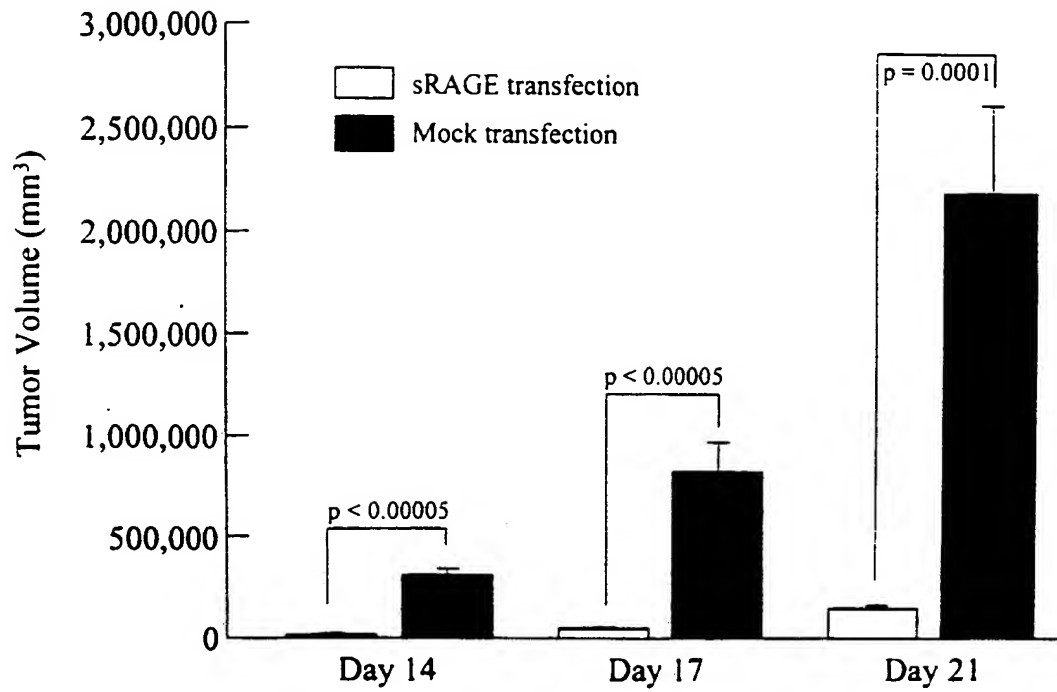 3,000,000
2,500,000
2,000,000
1,500,000
1,000,000
500,000
0
Tumor Volume (mm³)
sRAGE transfection
Mock transfection
p < 0.00005
p < 0.00005
p = 0.0001
Day 14
Day 17
Day 21